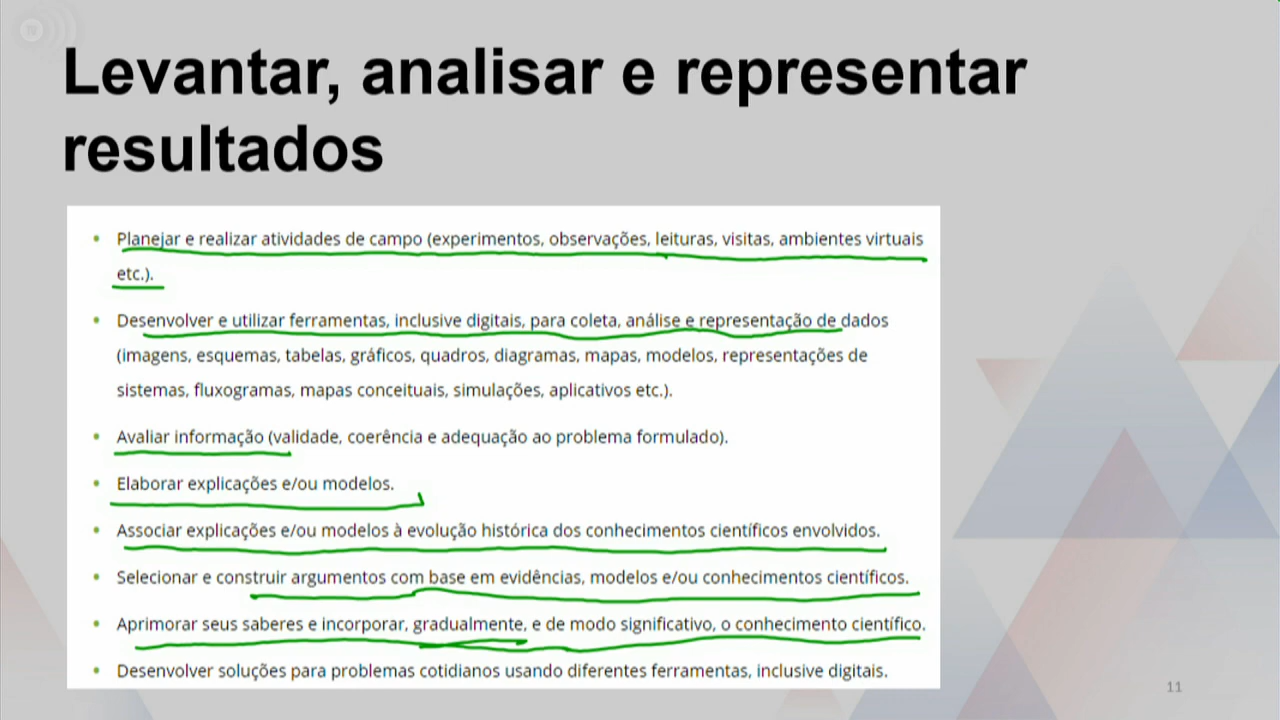 Levantar, analisar e representar
resultados
• Planejar e realizar atividades de campo (experimentos, observações, leituras, visitas, ambientes virtuais
etc.).
• Desenvolver e utilizar ferramentas, inclusive digitais, para coleta, análise e representação de dados
(imagens, esquemas, tabelas, gráficos, quadros, diagramas, mapas, modelos, representações de
sistemas, fluxogramas, mapas conceituais, simulações, aplicativos etc.).
• Avaliar informação (validade, coerência e adequação ao problema formulado).
• Elaborar explicações e/ou modelos.
• Associar explicações e/ou modelos à evolução histórica dos conhecimentos científicos envolvidos.
• Selecionar e construir argumentos com base em evidências, modelos e/ou conhecimentos científicos.
• Aprimorar seus saberes e incorporar, gradualmente, e de modo significativo, o conhecimento científico.
• Desenvolver soluções para problemas cotidianos usando diferentes ferramentas, inclusive digitais.
11